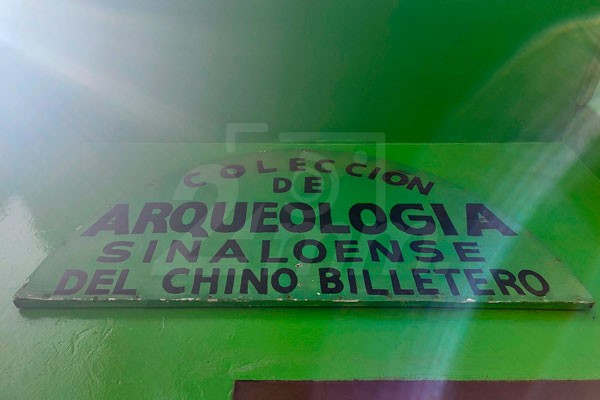 COLECCION
DE
ARQUEOLOGIA
SINALOENSE
DEL CHINO BILLETERO